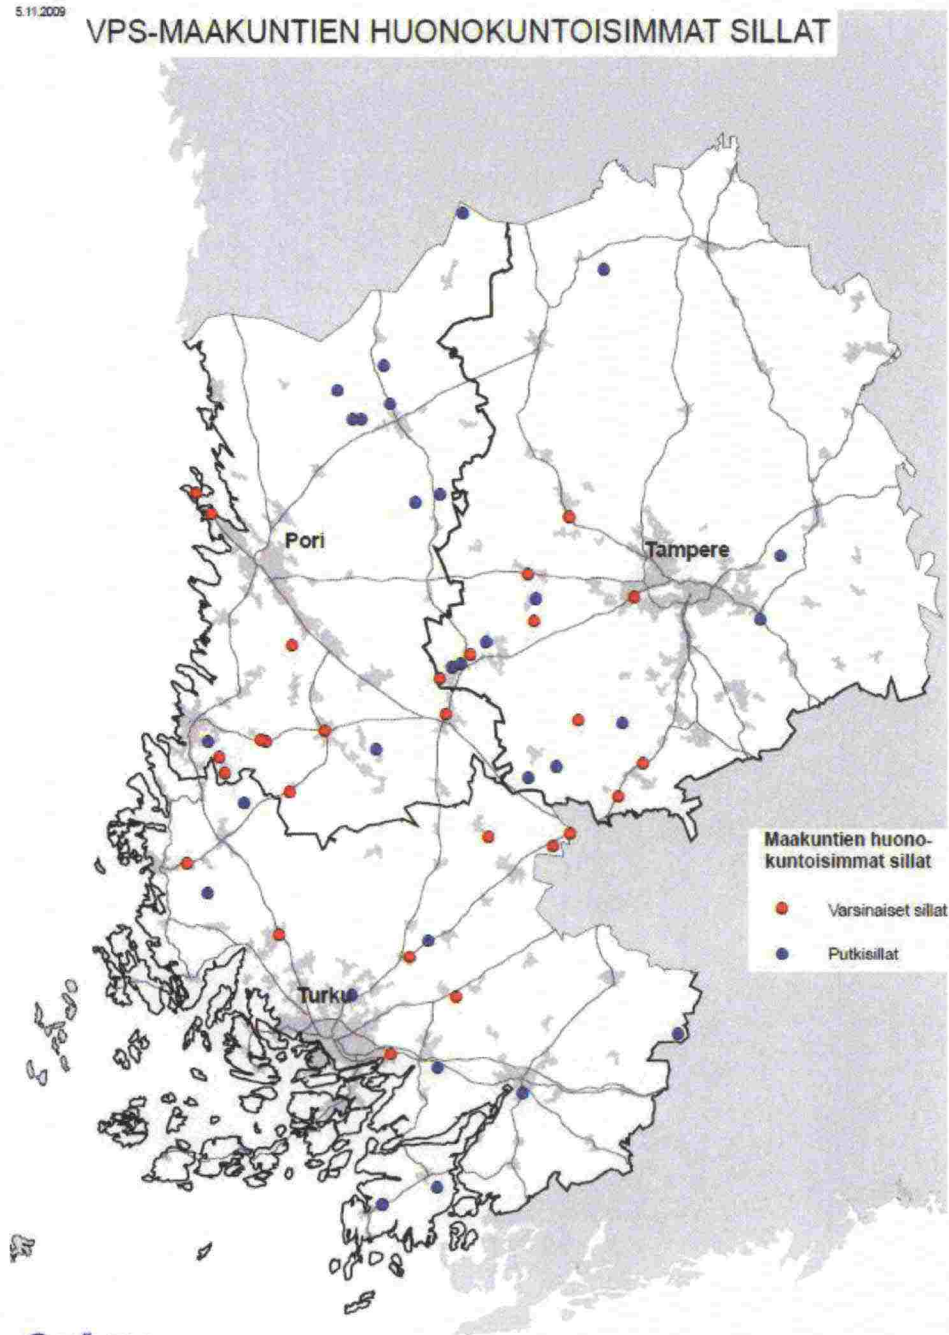 5.11.2009
VPS-MAAKUNTIEN HUONOKUNTOISIMMAT SILLAT
Pori
Tampere
Maakuntien huono-
kuntoisimmat sillat
Varsinaiset sillat
Putkisillat
Turku